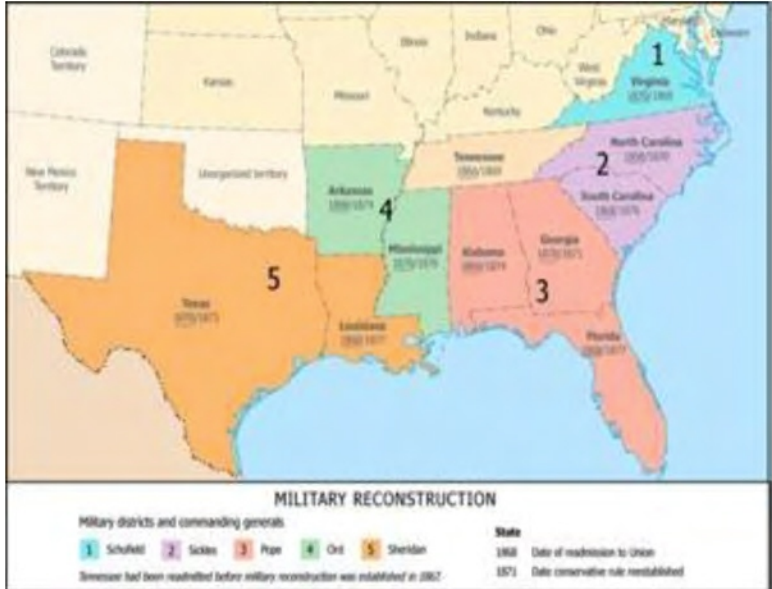 Colorado
Territory
Kansas
Missouri
Illinois
Indiana
Ohio
West
Virginia
Maryland
Delaware
Kentucky
1
Virginia
New Mexico
Territory
Unorganized territory
Arkansas
4
Tennessee
2
North Carolina
South Carolina
Mississippi
Alabama
Georgia
3
5
Texas
Louisiana
Florida
MILITARY RECONSTRUCTION
Military districts and commanding generals
1 Schofield 2 Sickles 3 Pope 4 Ord 5 Sheridan
Tennessee had been readmitted before military reconstruction was established in 1867.
State
1868 Date of readmission to Union
1871 Date conservative rule reestablished